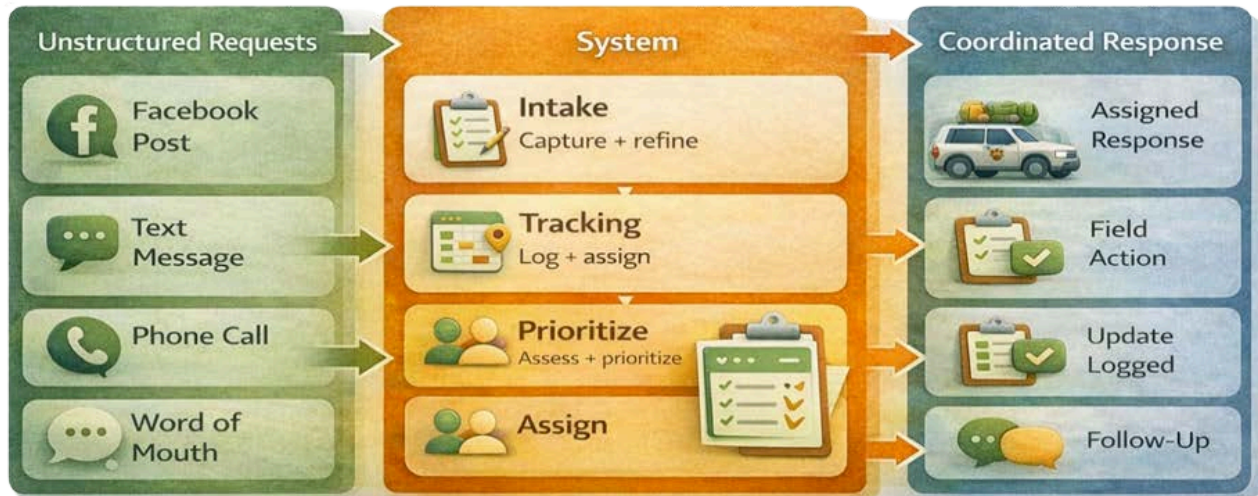 Unstructured Requests
Facebook
Post
Text
Message
Phone Call
Word of
Mouth
System
Intake
Capture + refine
Tracking
Log + assign
Prioritize
Assess + prioritize
Assign
Coordinated Response
Assigned
Response
Field
Action
Update
Logged
Follow-Up